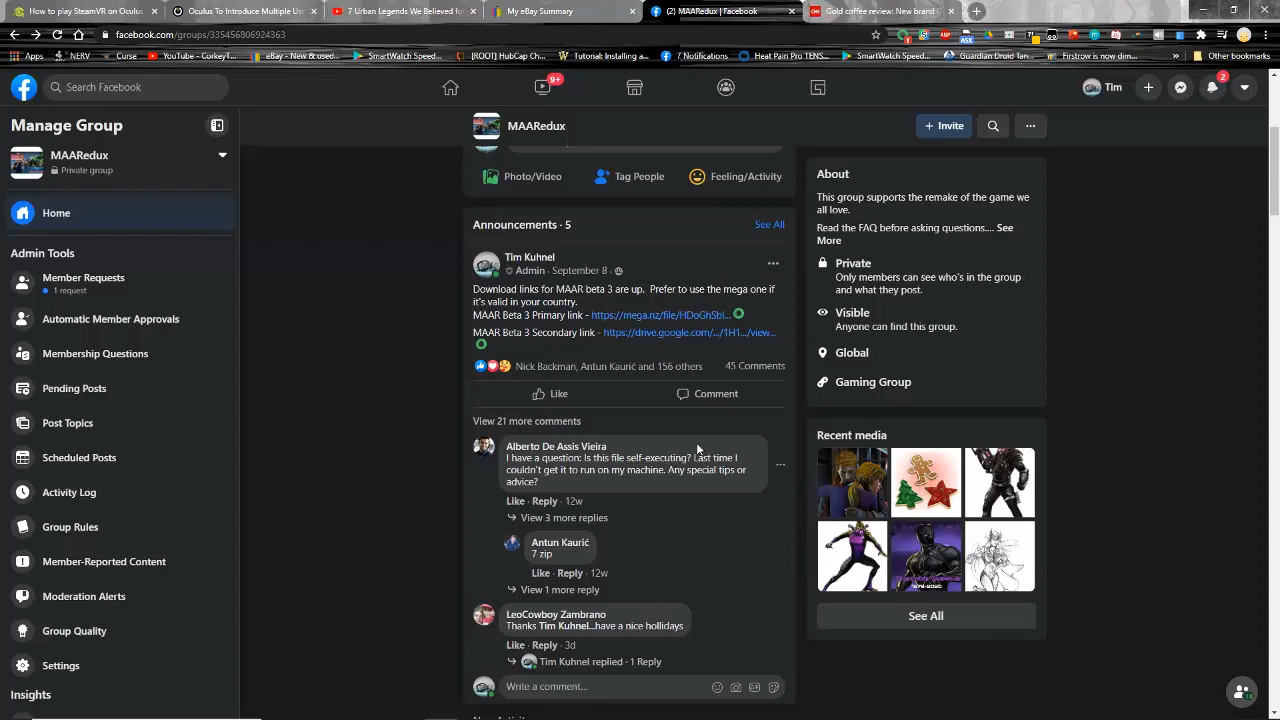 How to play SteamVR on Oculus
Oculus To Introduce Multiple Use
7 Urban Legends We Believed fo
My eBay Summary
(2) MAARedux | Facebook
Gold coffee review: New brand
facebook.com/groups/335456806924363
Apps
NERV
Curse
YouTube - CorkeyT...
eBay - New & used...
SmartWatch Speed...
[ROOT] HubCap Ch...
Tutorial: Installing a...
7 Notifications
Heat Pain Pro TENS...
SmartWatch Speed...
Guardian Druid Tan...
Firstrow is now dim...
Other bookmarks
Search Facebook
9+
Tim
2
Manage Group
MAARedux
Private group
Home
Admin Tools
Member Requests
1 request
Automatic Member Approvals
Membership Questions
Pending Posts
Post Topics
Scheduled Posts
Activity Log
Group Rules
Member-Reported Content
Moderation Alerts
Group Quality
Settings
Insights
MAARedux
+ Invite
Photo/Video
Tag People
Feeling/Activity
Announcements · 5
See All
Tim Kuhnel
Admin · September 8 ·
Download links for MAAR beta 3 are up. Prefer to use the mega one if
it's valid in your country.
MAAR Beta 3 Primary link - https://mega.nz/file/HDoGhSbI...
MAAR Beta 3 Secondary link - https://drive.google.com/.../1H1.../view...
Nick Backman, Antun Kaurić and 156 others
45 Comments
Like
Comment
View 21 more comments
Alberto De Assis Vieira
I have a question: Is this file self-executing? Last time I
couldn't get it to run on my machine. Any special tips or
advice?
Like · Reply · 12w
View 3 more replies
Antun Kaurić
7 zip
Like · Reply · 12w
View 1 more reply
LeoCowboy Zambrano
Thanks Tim Kuhnel...have a nice hollidays
Like · Reply · 3d
Tim Kuhnel replied · 1 Reply
Write a comment...
About
This group supports the remake of the game we
all love.
Read the FAQ before asking questions.... See
More
Private
Only members can see who's in the group
and what they post.
Visible
Anyone can find this group.
Global
Gaming Group
Recent media
See All